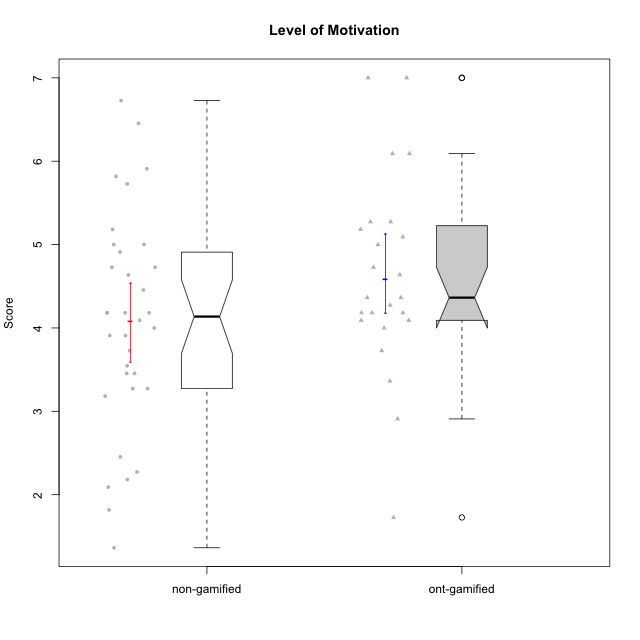 Level of Motivation
Score
7
6
5
4
3
2
non-gamified
ont-gamified